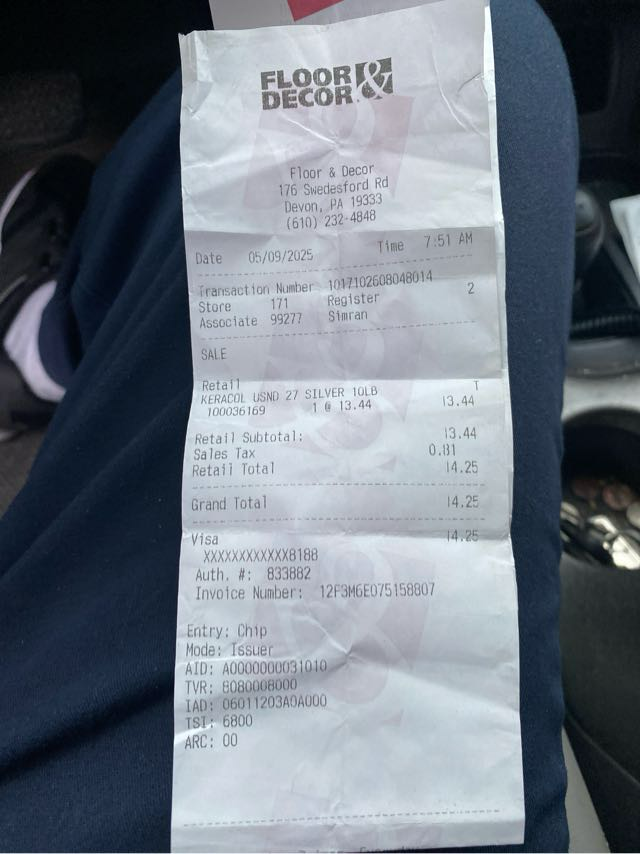 FLOOR &
DECOR
Floor & Decor
176 Swedesford Rd
Devon, PA 19333
(610) 232-4848
Date 05/09/2025 Time 7:51 AM
Transaction Number 1017102608048014
Store 171 Register 2
Associate 99277 Simran
SALE
Retail T
KERACOL USND 27 SILVER 10LB 13.44
100036169 1 @ 13.44
Retail Subtotal: 13.44
Sales Tax 0.81
Retail Total 14.25
Grand Total 14.25
Visa 14.25
XXXXXXXXXXXX8188
Auth. #: 833882
Invoice Number: 12F3M6E075158807
Entry: Chip
Mode: Issuer
AID: A0000000031010
TVR: 8080008000
IAD: 06011203A0A000
TSI: 6800
ARC: 00